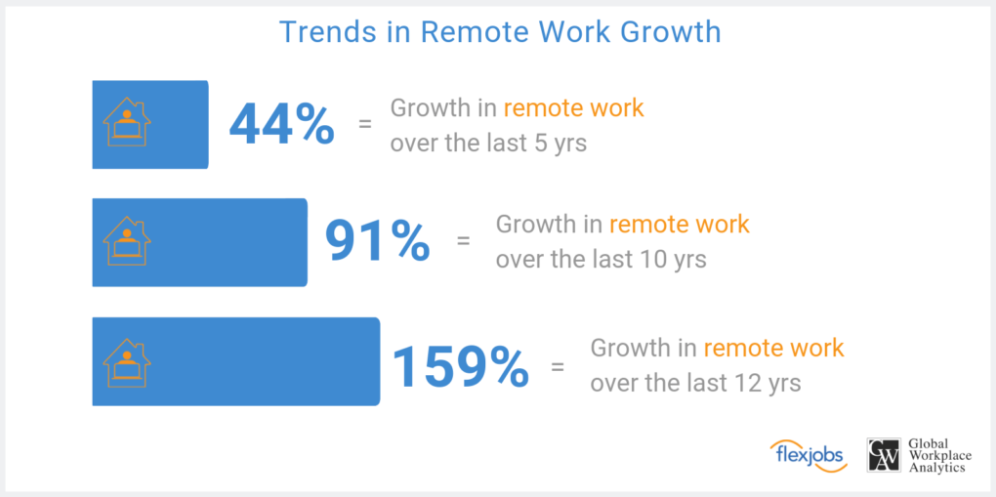 Trends in Remote Work Growth
44% = Growth in remote work
over the last 5 yrs
91% = Growth in remote work
over the last 10 yrs
159% = Growth in remote work
over the last 12 yrs
flexjobs
GWA
Global
Workplace
Analytics